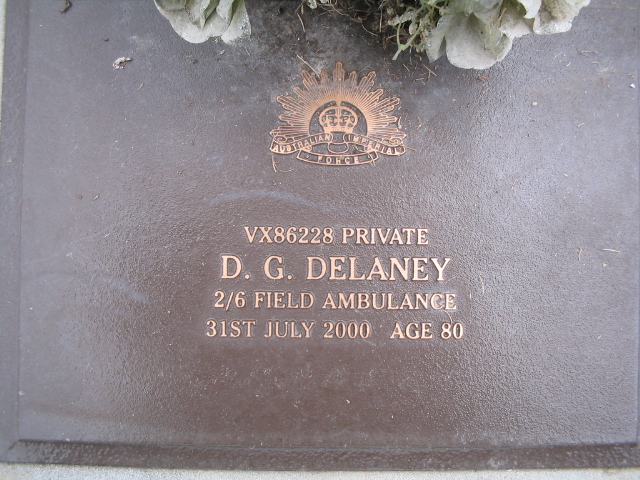 AUSTRALIAN IMPERIAL
FORCE
VX86228 PRIVATE
D. G. DELANEY
2/6 FIELD AMBULANCE
31ST JULY 2000 AGE 80